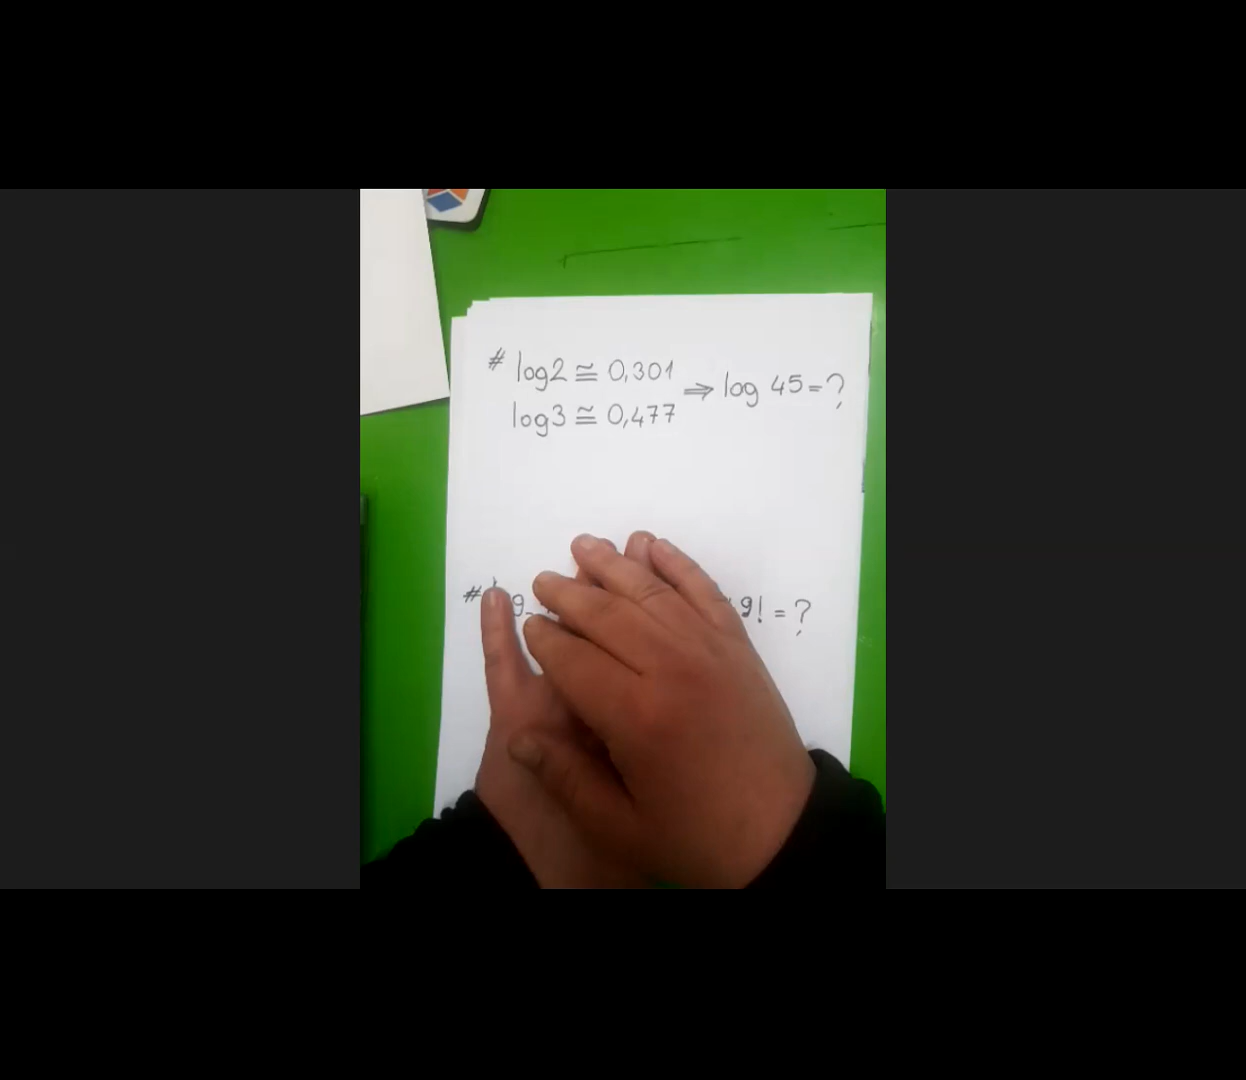 # log2 ≅ 0,301
⇒ log 45 = ?
log3 ≅ 0,477
# 9! = ?